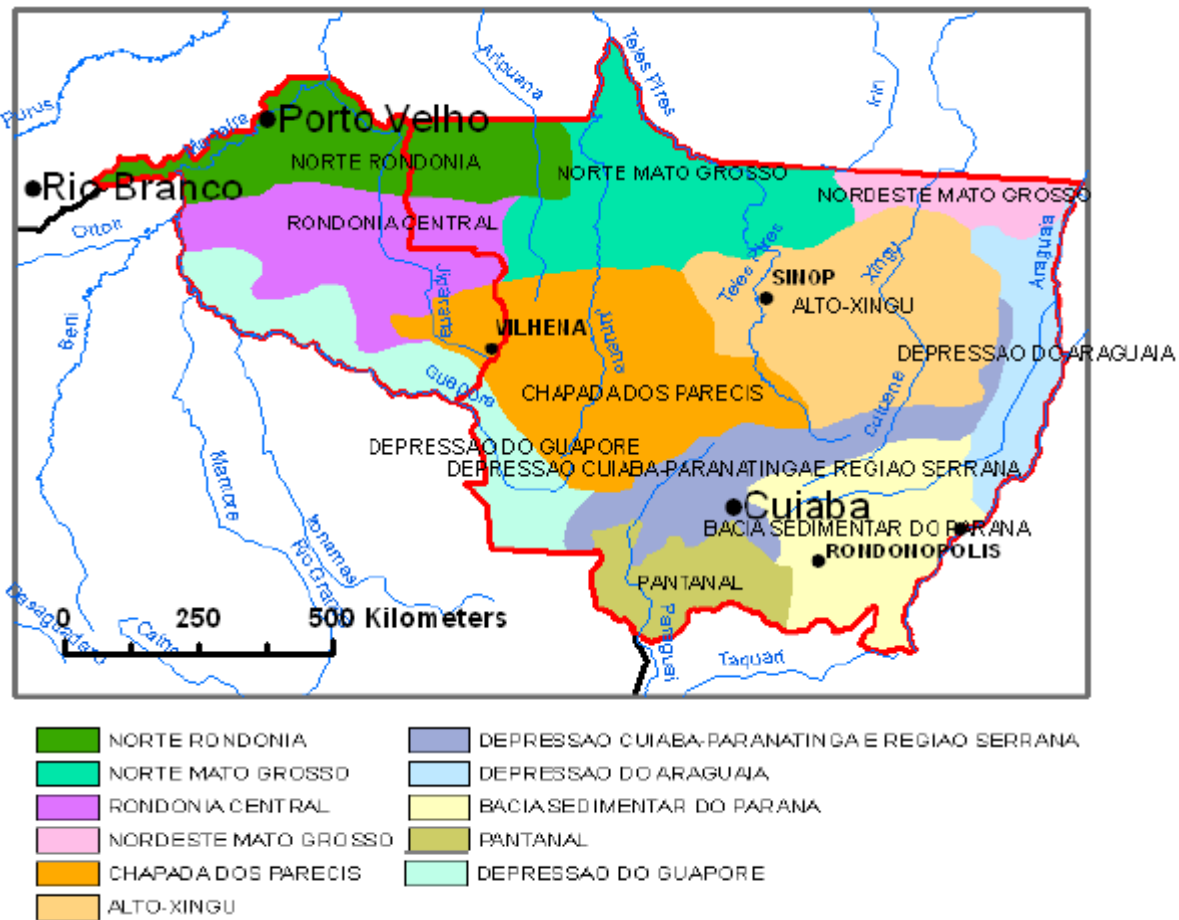 Teles Pires
Aripuana
Iriri
Purus
Porto Velho
NORTE RONDONIA
NORTE MATO GROSSO
NORDESTE MATO GROSSO
Rio Branco
RONDONIA CENTRAL
Orton
Teles Pires
Xingu
Araguaia
SINOP
ALTO-XINGU
Jiparana
Beni
VILHENA
Juruena
DEPRESSAO DO ARAGUAIA
Guapore
CHAPADA DOS PARECIS
Culuene
DEPRESSAO DO GUAPORE
DEPRESSAO CUIABA-PARANATINGA E REGIAO SERRANA
Mamore
Cuiaba
BACIA SEDIMENTAR DO PARANA
RONDONOPOLIS
PANTANAL
Rio Grande
0 250 500 Kilometers
Desaguadero
Paraguai
Taquari
NORTE RONDONIA
NORTE MATO GROSSO
RONDONIA CENTRAL
NORDESTE MATO GROSSO
CHAPADA DOS PARECIS
ALTO-XINGU
DEPRESSAO CUIABA-PARANATINGA E REGIAO SERRANA
DEPRESSAO DO ARAGUAIA
BACIA SEDIMENTAR DO PARANA
PANTANAL
DEPRESSAO DO GUAPORE